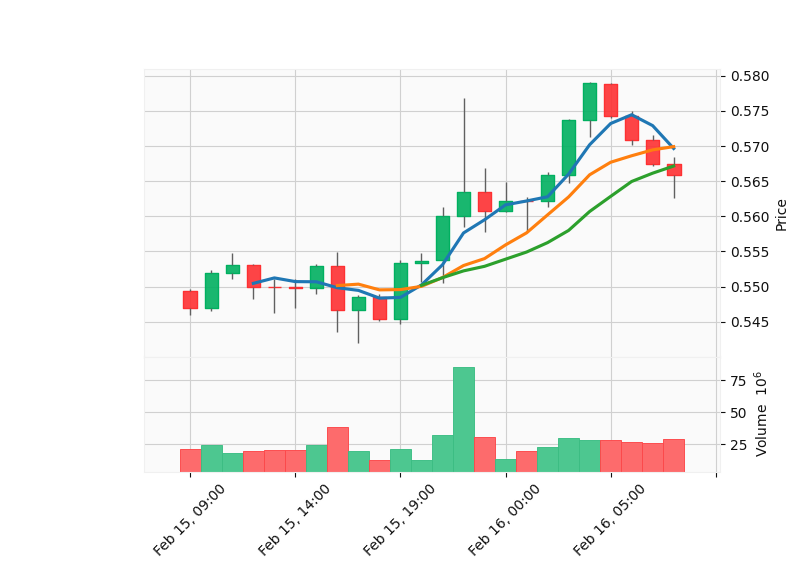 0.580
0.575
0.570
0.565
0.560
0.555
0.550
0.545
Price
75
50
25
Volume 10^6
Feb 15, 09:00
Feb 15, 14:00
Feb 15, 19:00
Feb 16, 00:00
Feb 16, 05:00